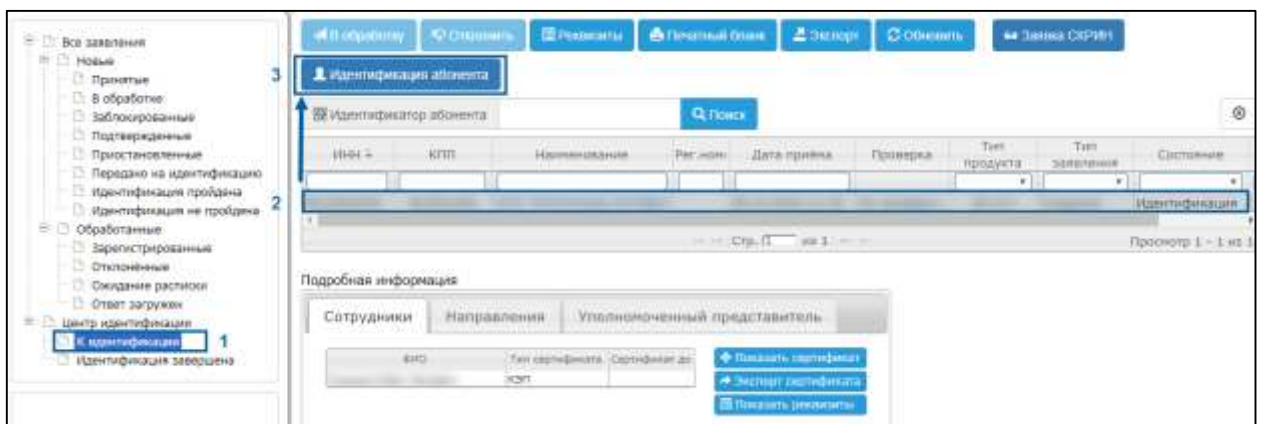 Все заявления
Новые
Принятые
В обработке
Заблокированные
Подтвержденные
Приостановленные
Передано на идентификацию
Идентификация пройдена
Идентификация не пройдена
Обработанные
Зарегистрированные
Отклонённые
Ожидание расписки
Ответ загружен
Центр идентификации
К идентификации 1
Идентификация завершена
В обработку Отклонить Реквизиты Печатный бланк Экспорт Обновить Заявка СКРИН
3 Идентификация абонента
Идентификатор абонента Поиск
ИНН КПП Наименование Рег.номе Дата приёма Проверка Тип продукта Тип заявления Состояние
2 Идентификация
Стр. 1 из 1 Просмотр 1 - 1 из 1
Подробная информация
Сотрудники Направления Уполномоченный представитель
ФИО Тип сертификата Сертификат до Показать сертификат
КЭП Экспорт сертификата
Показать реквизиты